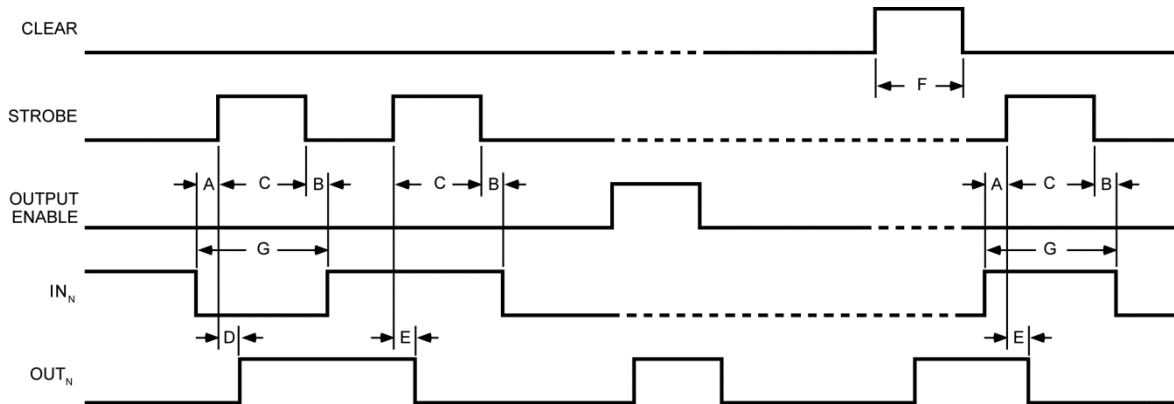 CLEAR
F
STROBE
A C B C B A C B
OUTPUT
ENABLE
G G
IN_N
D E E
OUT_N